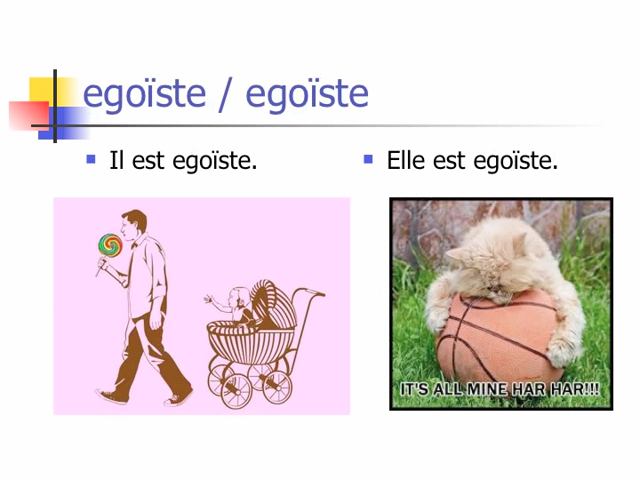 egoïste / egoïste
Il est egoïste.
Elle est egoïste.
IT'S ALL MINE HAR HAR!!!